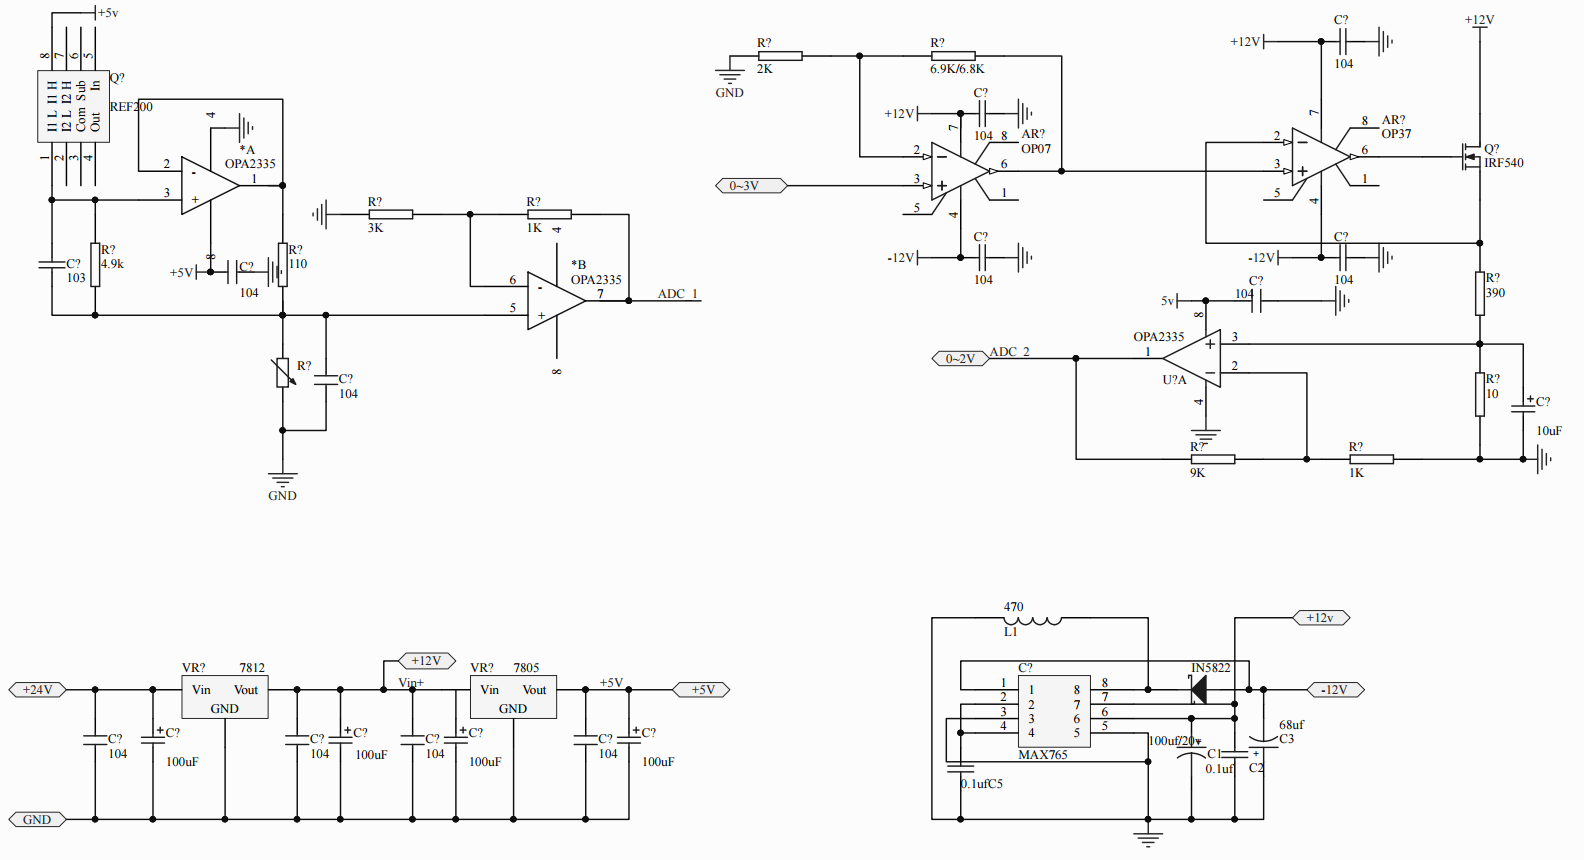 +5v
8
7
6
5
I1 L I1 H
I2 L I2 H
Com Sub
Out In
Q?
REF200
1
2
3
4
4
*A
OPA2335
2
-
1
3
+
8
+5V
C?
104
C?
103
R?
4.9k
R?
110
R?
C?
104
GND
R?
3K
R?
1K
4
*B
OPA2335
6
-
7
5
+
8
ADC 1
R?
2K
GND
R?
6.9K/6.8K
C?
+12V
104
7
8
AR?
OP07
2
6
0~3V
3
1
5
4
-12V
C?
104
+12V
C?
104
7
8
AR?
OP37
2
6
3
1
5
4
-12V
C?
104
+12V
Q?
IRF540
R?
390
5v
C?
104
8
OPA2335
3
0~2V
ADC 2
1
2
U?A
4
R?
9K
R?
1K
R?
10
+
C?
10uF
+24V
VR?
7812
Vin Vout
GND
+12V
Vin+
VR?
7805
Vin Vout
GND
+5V
+5V
C?
104
+
C?
100uF
C?
104
+
C?
100uF
C?
104
+
C?
100uF
C?
104
+
C?
100uF
GND
470
L1
+12v
C?
IN5822
1
2
3
4
1 8
2 7
3 6
4 5
8
7
6
5
MAX765
-12V
68uf
C3
100uf/20v
+
C1
0.1uf
+
C2
0.1ufC5